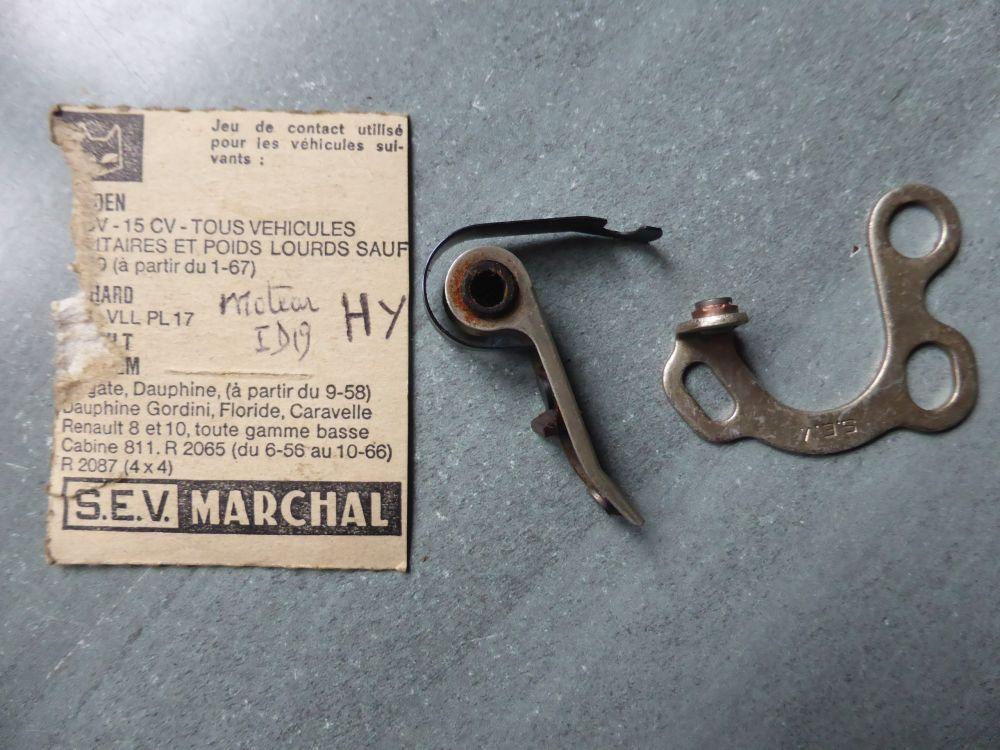 Jeu de contact utilisé
pour les véhicules sui-
vants :
DEN
V - 15 CV - TOUS VEHICULES
ITAIRES ET POIDS LOURDS SAUF
(à partir du 1-67)
HARD
VLL PL 17
moteur
ID19
HY
LT
EM
gate, Dauphine, (à partir du 9-58)
Dauphine Gordini, Floride, Caravelle
Renault 8 et 10, toute gamme basse
Cabine 811. R 2065 (du 6-56 au 10-66)
R 2087 (4 x 4)
S.E.V. MARCHAL
S.E.V